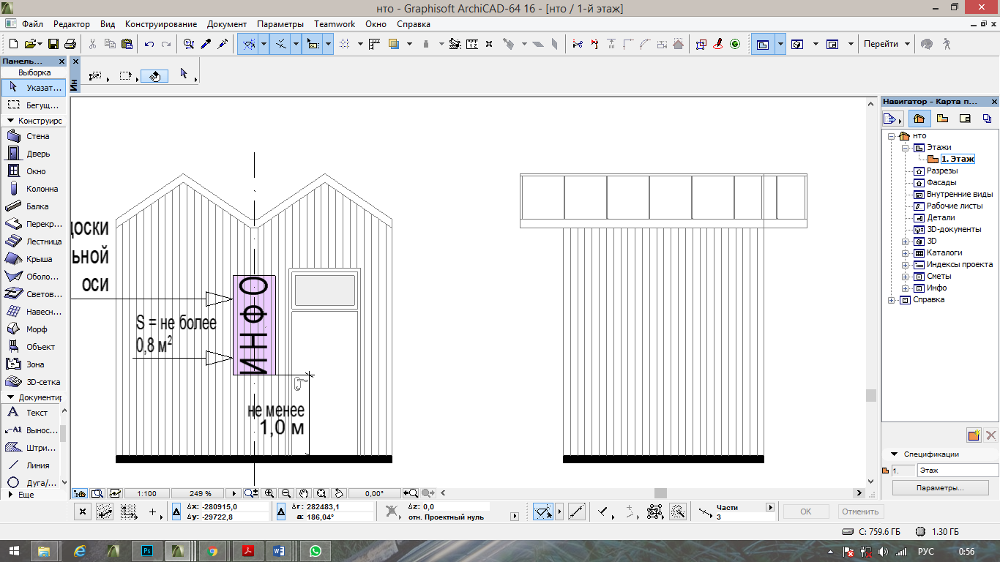 нто - Graphisoft ArchiCAD-64 16 - [нто / 1-й этаж]
Файл Редактор Вид Конструирование Документ Параметры Teamwork Окно Справка
Перейти
Панель...
Выборка
Указат...
Бегущ...
Конструирс
Стена
Дверь
Окно
Колонна
Балка
Перекр...
Лестница
Крыша
Оболо...
Светов...
Навесн...
Морф
Объект
Зона
3D-сетка
Документир
Текст
A1 Вынос...
Штри...
Линия
Дуга/...
Еще
Ин
доски
ьной
оси
S = не более
0,8 м²
ИНФО
не менее
1,0 м
Навигатор - Карта п...
нто
Этажи
1. Этаж
Разрезы
Фасады
Внутренние виды
Рабочие листы
Детали
3D-документы
3D
Каталоги
Индексы проекта
Сметы
Инфо
Справка
Спецификации
1. Этаж
Параметры...
1:100 249 % 0,00°
Δx: -280915,0
Δy: -29722,8
Δr: 282483,1
a: 186,04°
Δz: 0,0
отн. Проектный нуль
Части
3
ОК Отменить
C: 759.6 ГБ 1.30 ГБ
Ps
РУС 0:56